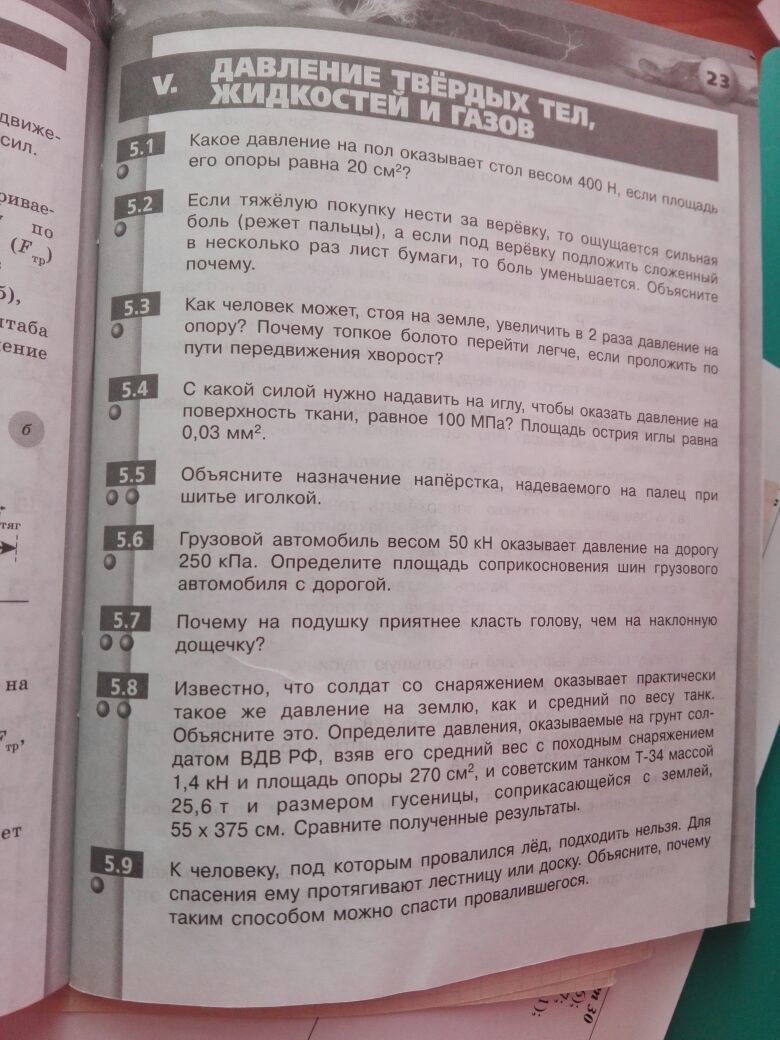 движе-
сил.
ривае-
по
(Fтр)
б),
штаба
ение
б
тяг
на
Fтр,
ет
23
V. ДАВЛЕНИЕ ТВЁРДЫХ ТЕЛ,
ЖИДКОСТЕЙ И ГАЗОВ
5.1 Какое давление на пол оказывает стол весом 400 Н, если площадь
его опоры равна 20 см²?
5.2 Если тяжёлую покупку нести за верёвку, то ощущается сильная
боль (режет пальцы), а если под верёвку подложить сложенный
в несколько раз лист бумаги, то боль уменьшается. Объясните
почему.
5.3 Как человек может, стоя на земле, увеличить в 2 раза давление на
опору? Почему топкое болото перейти легче, если проложить по
пути передвижения хворост?
5.4 С какой силой нужно надавить на иглу, чтобы оказать давление на
поверхность ткани, равное 100 МПа? Площадь острия иглы равна
0,03 мм².
5.5 Объясните назначение напёрстка, надеваемого на палец при
шитье иголкой.
5.6 Грузовой автомобиль весом 50 кН оказывает давление на дорогу
250 кПа. Определите площадь соприкосновения шин грузового
автомобиля с дорогой.
5.7 Почему на подушку приятнее класть голову, чем на наклонную
дощечку?
5.8 Известно, что солдат со снаряжением оказывает практически
такое же давление на землю, как и средний по весу танк.
Объясните это. Определите давления, оказываемые на грунт сол-
датом ВДВ РФ, взяв его средний вес с походным снаряжением
1,4 кН и площадь опоры 270 см², и советским танком Т-34 массой
25,6 т и размером гусеницы, соприкасающейся с землей,
55 х 375 см. Сравните полученные результаты.
5.9 К человеку, под которым провалился лёд, подходить нельзя. Для
спасения ему протягивают лестницу или доску. Объясните, почему
таким способом можно спасти провалившегося.